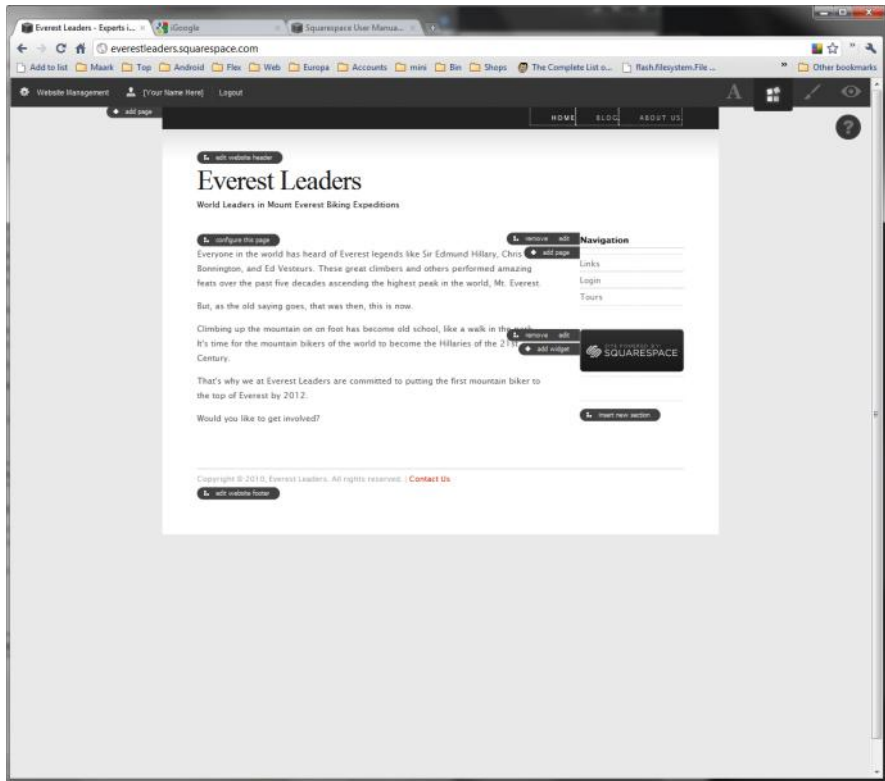 Everest Leaders - Experts i...
iGoogle
Squarespace User Manua...
everestleaders.squarespace.com
Add to list Maark Top Android Flex Web Europa Accounts mini Bin Shops The Complete List o... flash.filesystem.File ... » Other bookmarks
Website Management [Your Name Here] Logout
A
?
add page
HOME BLOG ABOUT US
edit website header
Everest Leaders
World Leaders in Mount Everest Biking Expeditions
configure this page
Everyone in the world has heard of Everest legends like Sir Edmund Hillary, Chris
Bonnington, and Ed Vesteurs. These great climbers and others performed amazing
feats over the past five decades ascending the highest peak in the world, Mt. Everest.
But, as the old saying goes, that was then, this is now.
Climbing up the mountain on on foot has become old school, like a walk in the
It's time for the mountain bikers of the world to become the Hillaries of the 21st
Century.
That's why we at Everest Leaders are committed to putting the first mountain biker to
the top of Everest by 2012.
Would you like to get involved?
remove edit
add page
Navigation
Links
Login
Tours
remove edit
add widget
SITE POWERED BY
SQUARESPACE
insert new section
Copyright © 2010, Everest Leaders. All rights reserved. | Contact Us
edit website footer